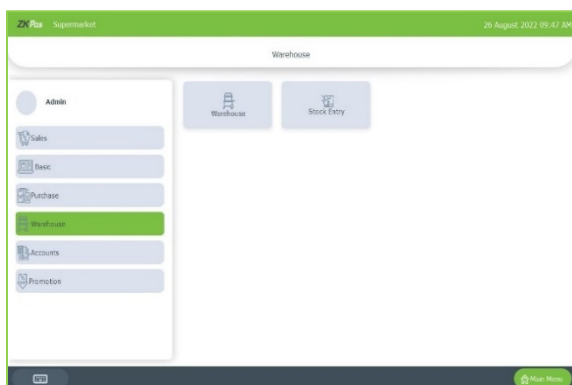 ZKPos Supermarket 26 August 2022 09:47 AM
Warehouse
Admin
Sales
Basic
Purchase
Warehouse
Accounts
Promotion
Warehouse
Stock Entry
Main Menu